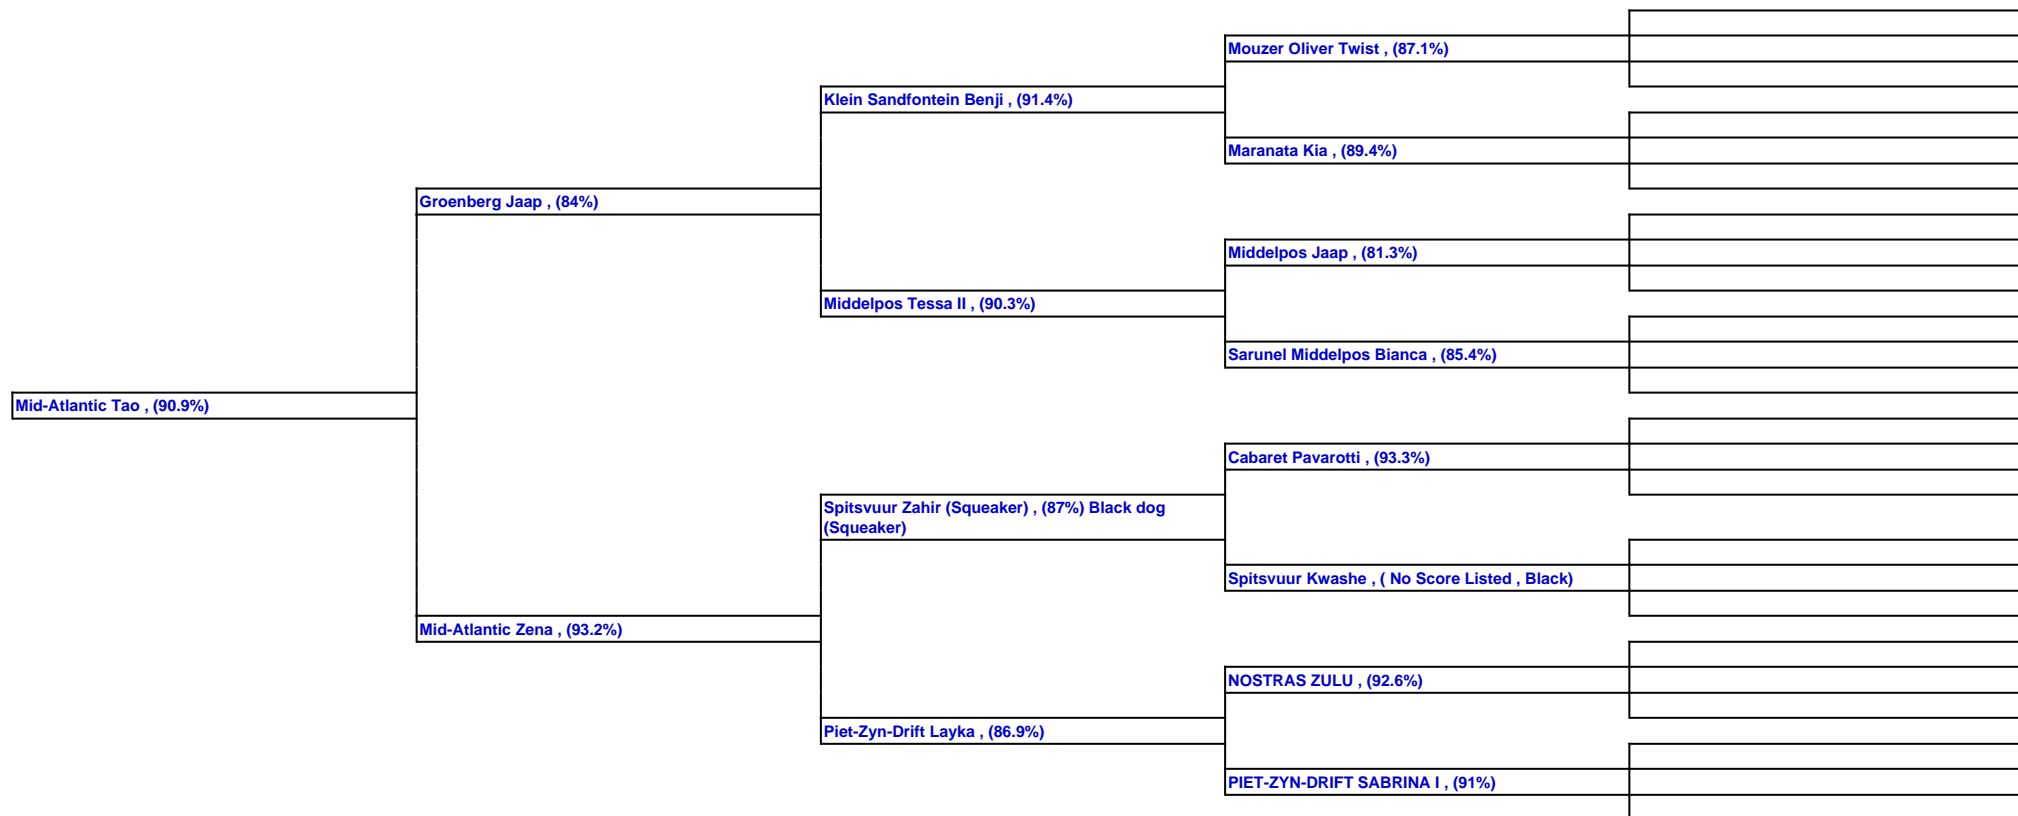 Mouzer Oliver Twist , (87.1%)
Klein Sandfontein Benji , (91.4%)
Maranata Kia , (89.4%)
Groenberg Jaap , (84%)
Middelpos Jaap , (81.3%)
Middelpos Tessa II , (90.3%)
Sarunel Middelpos Bianca , (85.4%)
Mid-Atlantic Tao , (90.9%)
Cabaret Pavarotti , (93.3%)
Spitsvuur Zahir (Squeaker) , (87%) Black dog
(Squeaker)
Spitsvuur Kwashe , ( No Score Listed , Black)
Mid-Atlantic Zena , (93.2%)
NOSTRAS ZULU , (92.6%)
Piet-Zyn-Drift Layka , (86.9%)
PIET-ZYN-DRIFT SABRINA I , (91%)